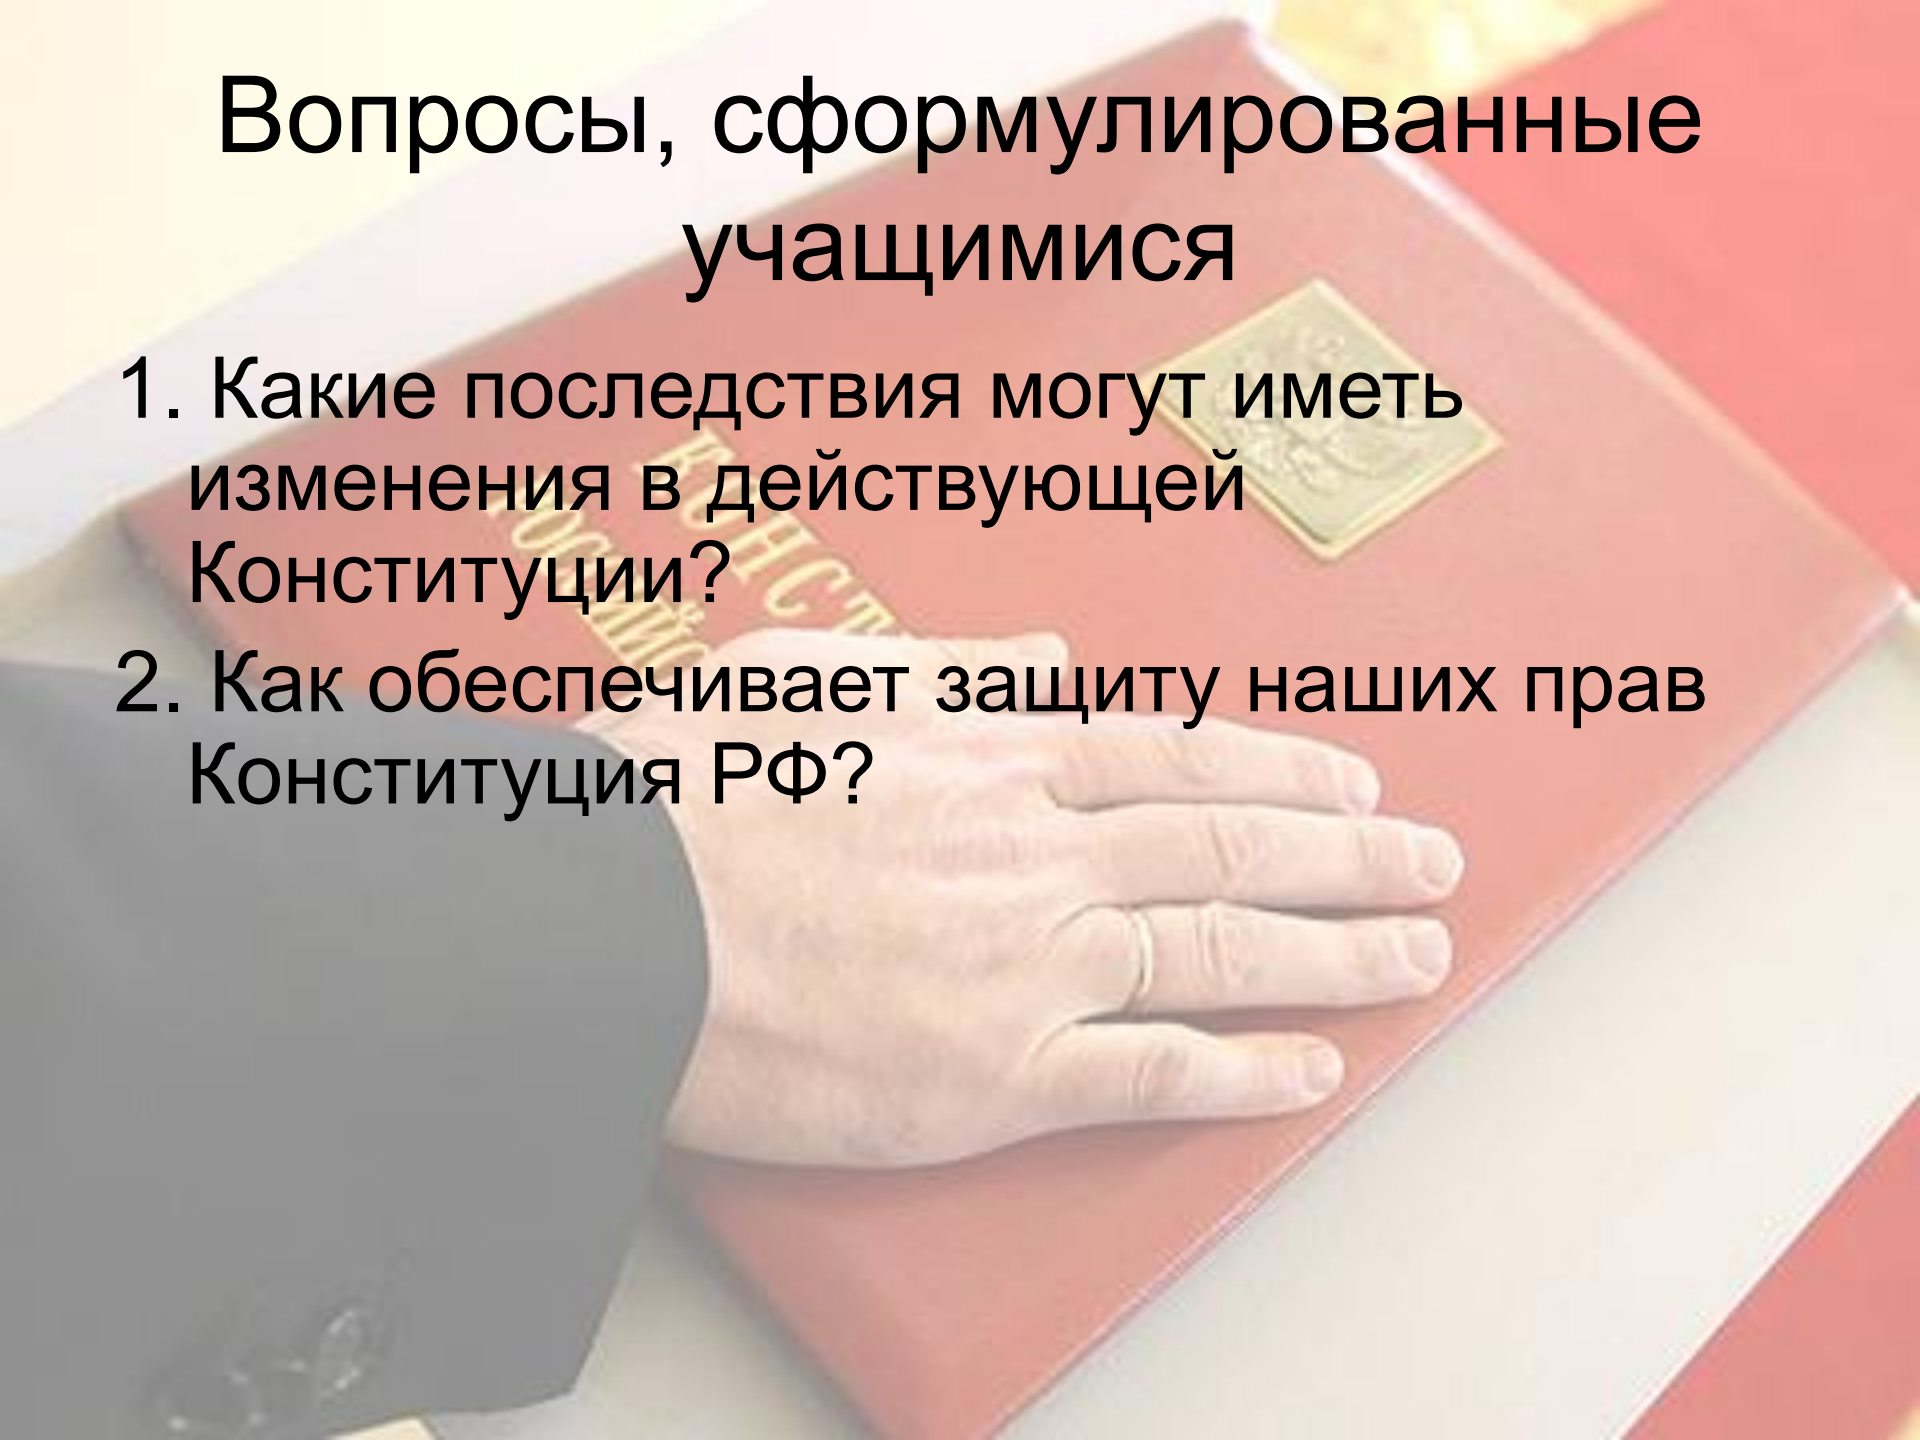 Вопросы, сформулированные
учащимися
1. Какие последствия могут иметь
изменения в действующей
Конституции?
2. Как обеспечивает защиту наших прав
Конституция РФ?